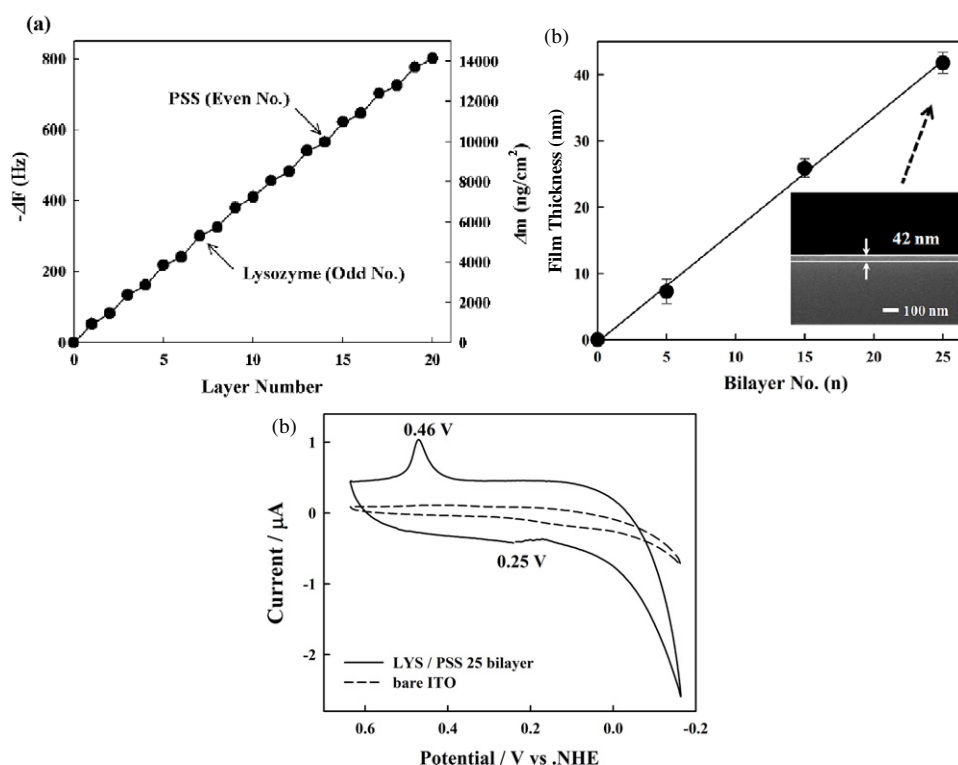 (a)
800
600
400
200
0
-ΔF (Hz)
PSS (Even No.)
Lysozyme (Odd No.)
14000
12000
10000
8000
6000
4000
2000
0
Δm (ng/cm²)
0 5 10 15 20
Layer Number
(b)
40
30
20
10
0
Film Thickness (nm)
42 nm
100 nm
0 5 10 15 20 25
Bilayer No. (n)
(b)
1
0
-1
-2
Current / μA
0.46 V
0.25 V
LYS / PSS 25 bilayer
bare ITO
0.6 0.4 0.2 0.0 -0.2
Potential / V vs .NHE